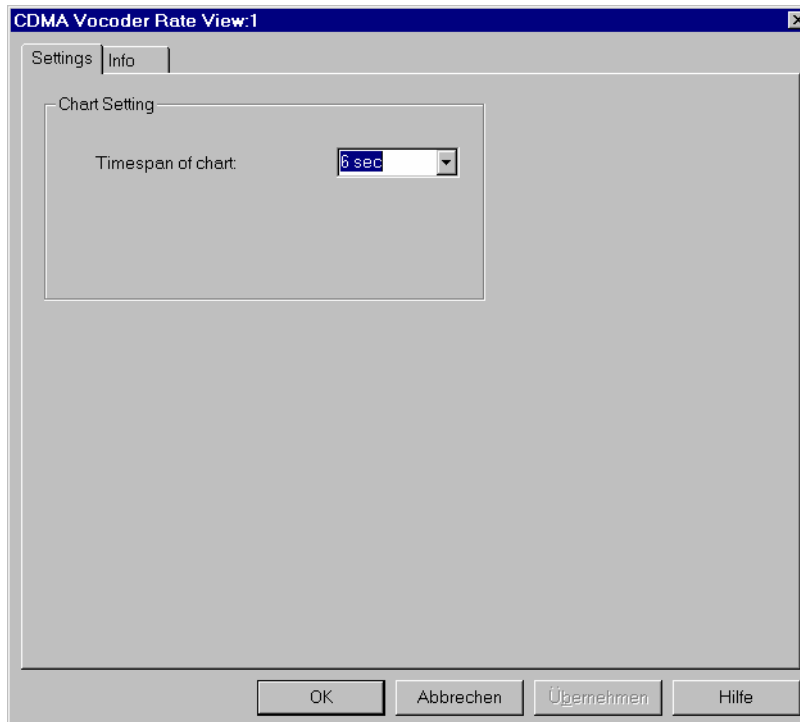 CDMA Vocoder Rate View:1
Settings Info
Chart Setting
Timespan of chart: 6 sec
OK Abbrechen Übernehmen Hilfe